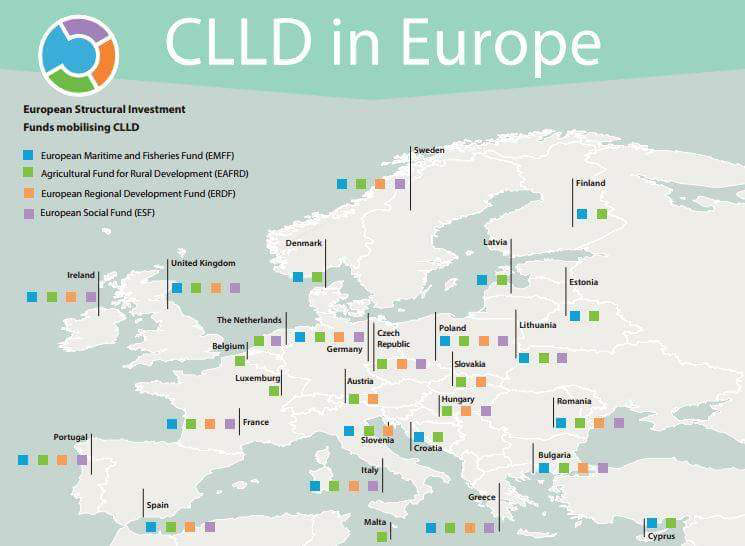 CLLD in Europe
European Structural Investment
Funds mobilising CLLD
European Maritime and Fisheries Fund (EMFF)
Agricultural Fund for Rural Development (EAFRD)
European Regional Development Fund (ERDF)
European Social Fund (ESF)
Sweden
Finland
Denmark
Latvia
United Kingdom
Ireland
Estonia
The Netherlands
Lithuania
Poland
Czech
Republic
Belgium
Germany
Slovakia
Luxemburg
Austria
Hungary
Romania
France
Slovenia
Croatia
Portugal
Bulgaria
Italy
Greece
Spain
Malta
Cyprus